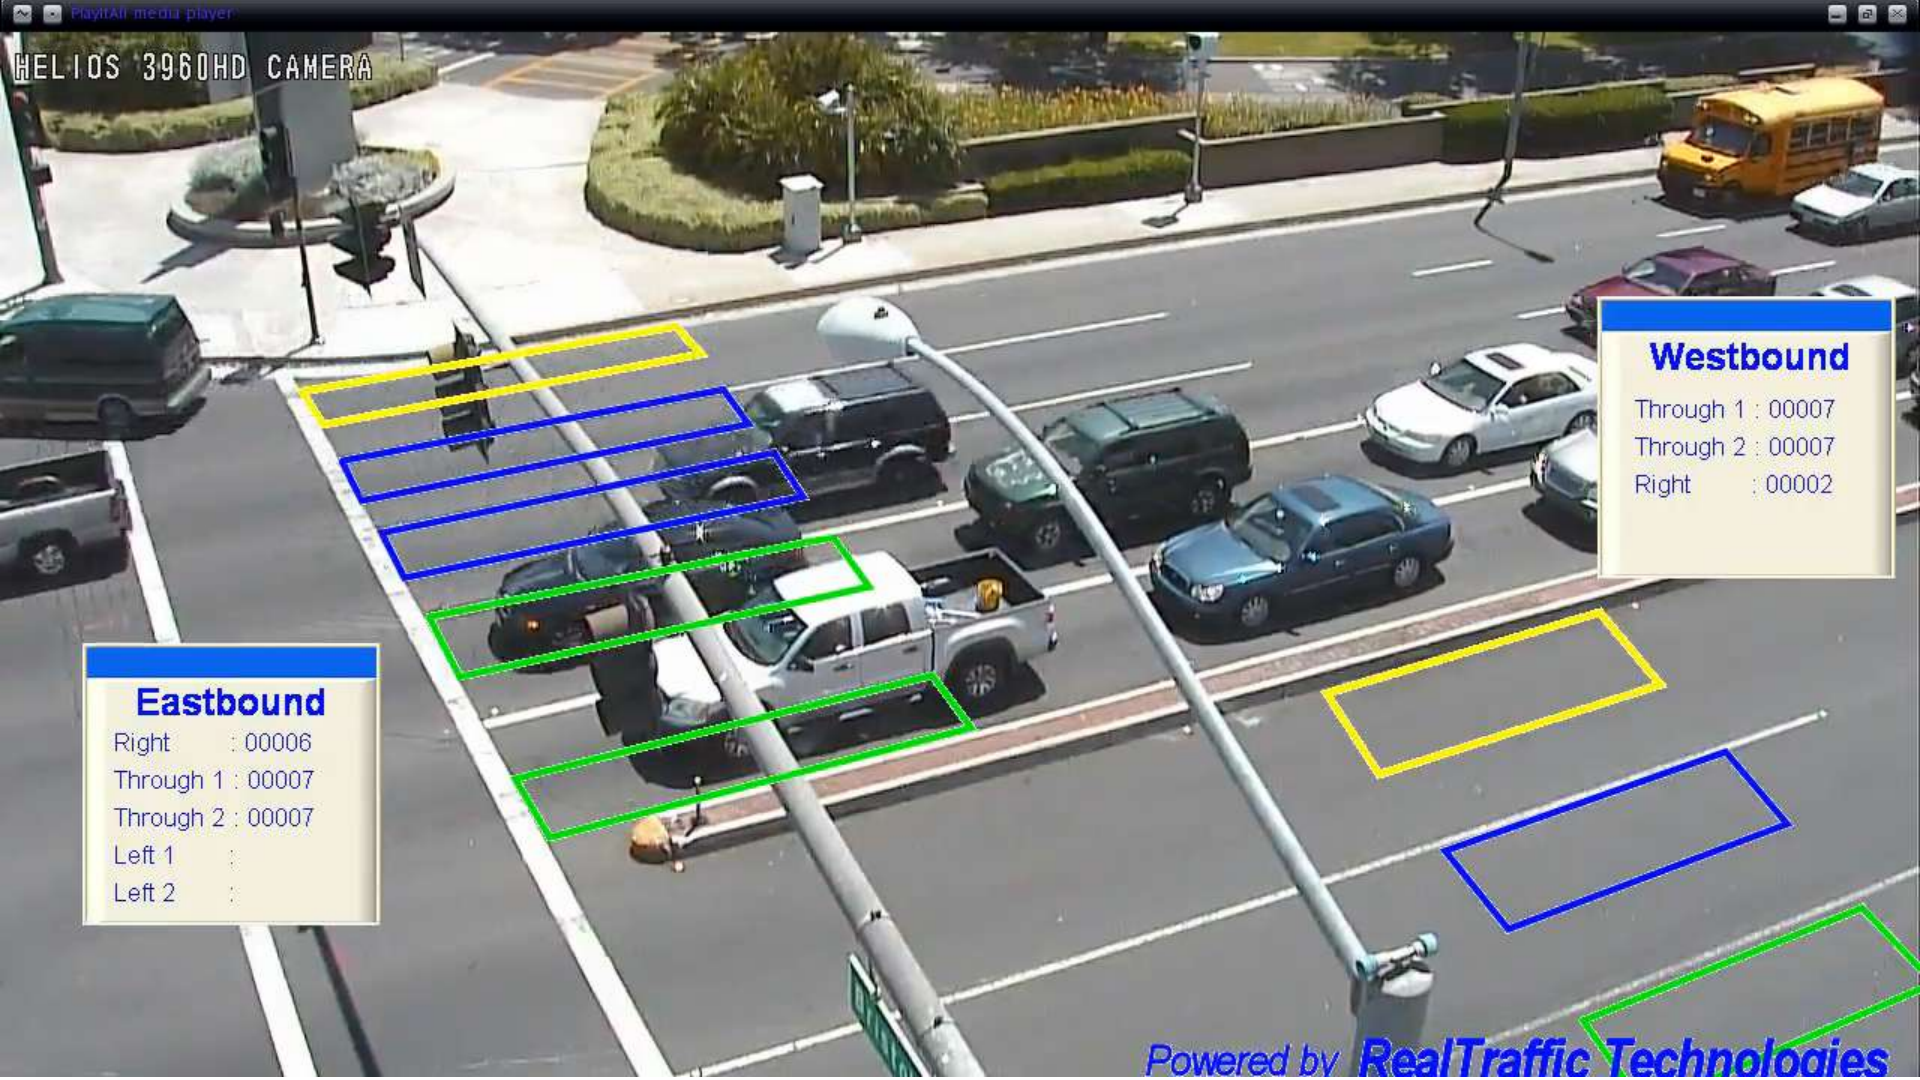 PlayItAll media player
HELIOS 3960HD CAMERA
Westbound
Through 1 : 00007
Through 2 : 00007
Right : 00002
Eastbound
Right : 00006
Through 1 : 00007
Through 2 : 00007
Left 1 :
Left 2 :
Powered by RealTraffic Technologies